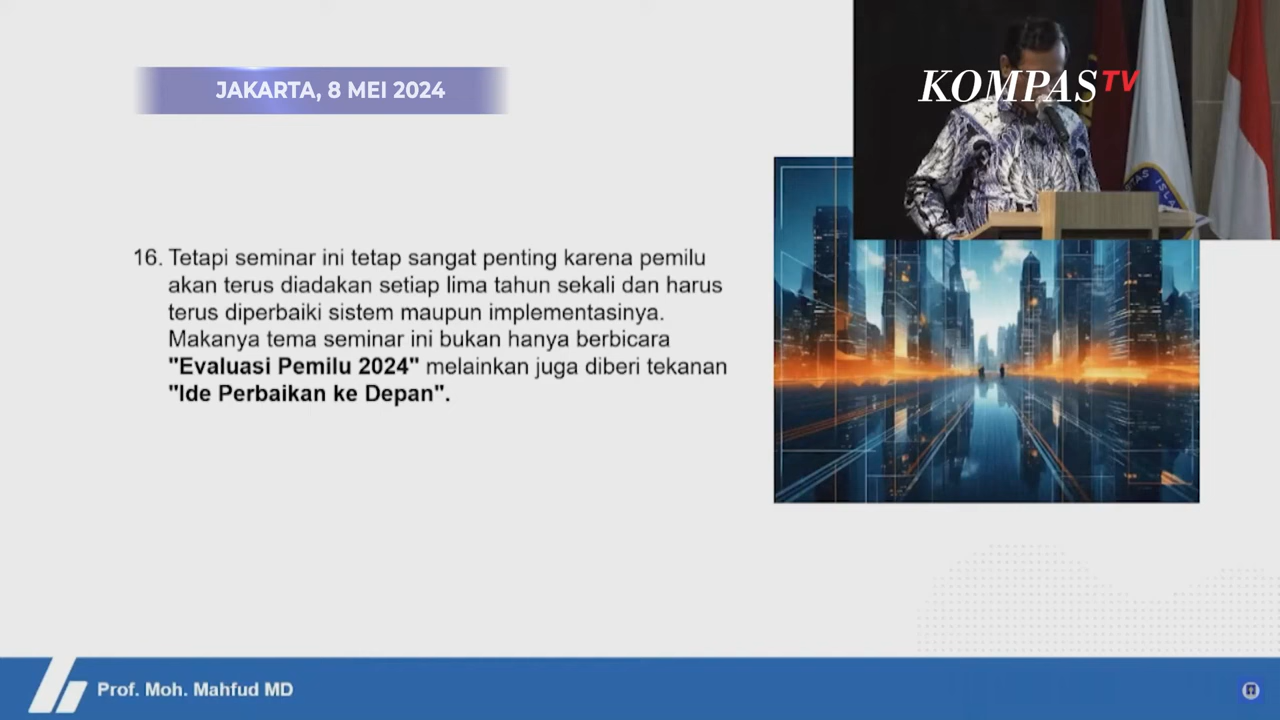 JAKARTA, 8 MEI 2024
KOMPASTV
16. Tetapi seminar ini tetap sangat penting karena pemilu
akan terus diadakan setiap lima tahun sekali dan harus
terus diperbaiki sistem maupun implementasinya.
Makanya tema seminar ini bukan hanya berbicara
"Evaluasi Pemilu 2024" melainkan juga diberi tekanan
"Ide Perbaikan ke Depan".
Prof. Moh. Mahfud MD